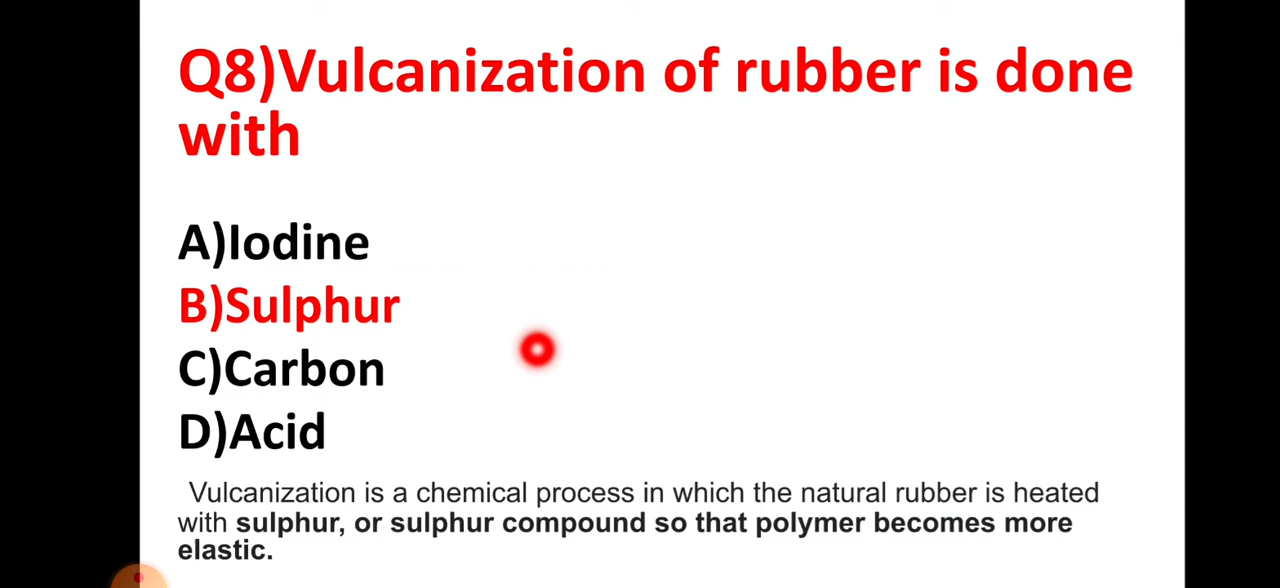 Q8)Vulcanization of rubber is done
with
A)Iodine
B)Sulphur
C)Carbon
D)Acid
Vulcanization is a chemical process in which the natural rubber is heated
with sulphur, or sulphur compound so that polymer becomes more
elastic.